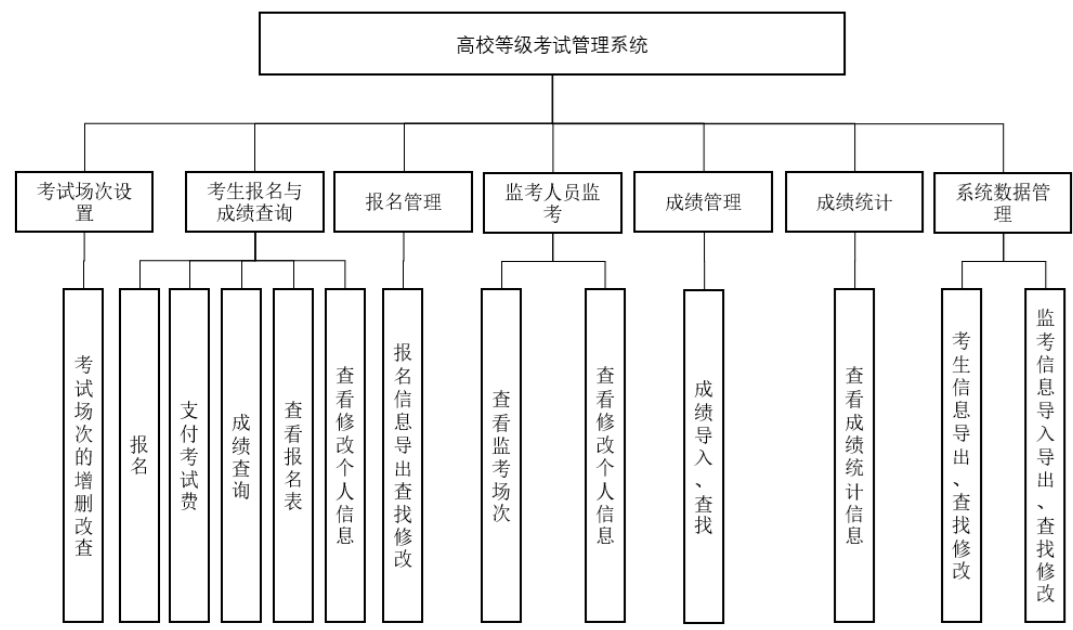 高校等级考试管理系统
考试场次设
置
考生报名与
成绩查询
报名管理
监考人员监
考
成绩管理
成绩统计
系统数据管
理
考试场次的增删改查
报名
支付考试费
成绩查询
查看报名表
查看修改个人信息
报名信息导出查找修改
查看监考场次
查看修改个人信息
成绩导入、查找
查看成绩统计信息
考生信息导出、查找修改
监考信息导入导出、查找修改